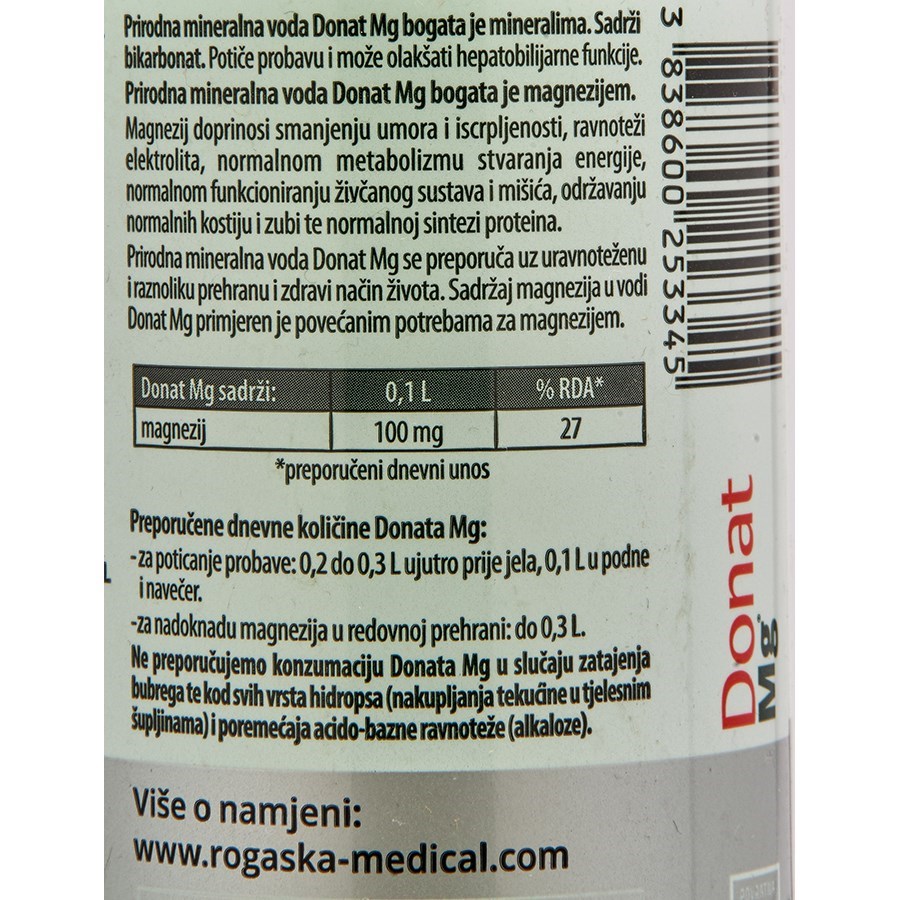 Prirodna mineralna voda Donat Mg bogata je mineralima. Sadrži
bikarbonat. Potiče probavu i može olakšati hepatobilijarne funkcije.
Prirodna mineralna voda Donat Mg bogata je magnezijem.
Magnezij doprinosi smanjenju umora i iscrpljenosti, ravnoteži
elektrolita, normalnom metabolizmu stvaranja energije,
normalnom funkcioniranju živčanog sustava i mišića, održavanju
normalnih kostiju i zubi te normalnoj sintezi proteina.
Prirodna mineralna voda Donat Mg se preporuča uz uravnoteženu
i raznoliku prehranu i zdravi način života. Sadržaj magnezija u vodi
Donat Mg primjeren je povećanim potrebama za magnezijem.
Donat Mg sadrži: 0,1 L % RDA*
magnezij 100 mg 27
*preporučeni dnevni unos
Preporučene dnevne količine Donata Mg:
-za poticanje probave: 0,2 do 0,3 L ujutro prije jela, 0,1 L u podne
i navečer.
-za nadoknadu magnezija u redovnoj prehrani: do 0,3 L.
Ne preporučujemo konzumaciju Donata Mg u slučaju zatajenja
bubrega te kod svih vrsta hidropsa (nakupljanja tekućine u tjelesnim
šupljinama) i poremećaja acido-bazne ravnoteže (alkaloze).
Više o namjeni:
www.rogaska-medical.com
3 838600 253345
Donat
Mg